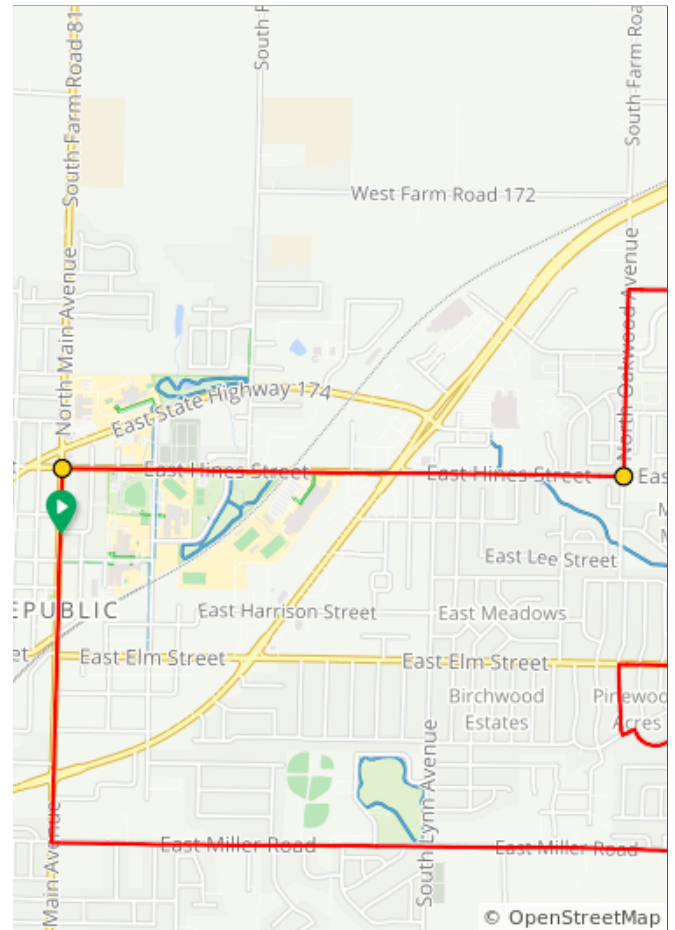 South Farm Road 81
South F
South Farm Roa
West Farm Road 172
North Main Avenue
North Oakwood Avenue
East State Highway 174
East Hines Street
East Hines Street
Eas
M
M
East Lee Street
EPUBLIC
East Harrison Street
East Meadows
et
East Elm Street
East Elm Street
Birchwood
Estates
Pinewoo
Acres
South Lynn Avenue
Main Avenue
East Miller Road
East Miller Road
© OpenStreetMap